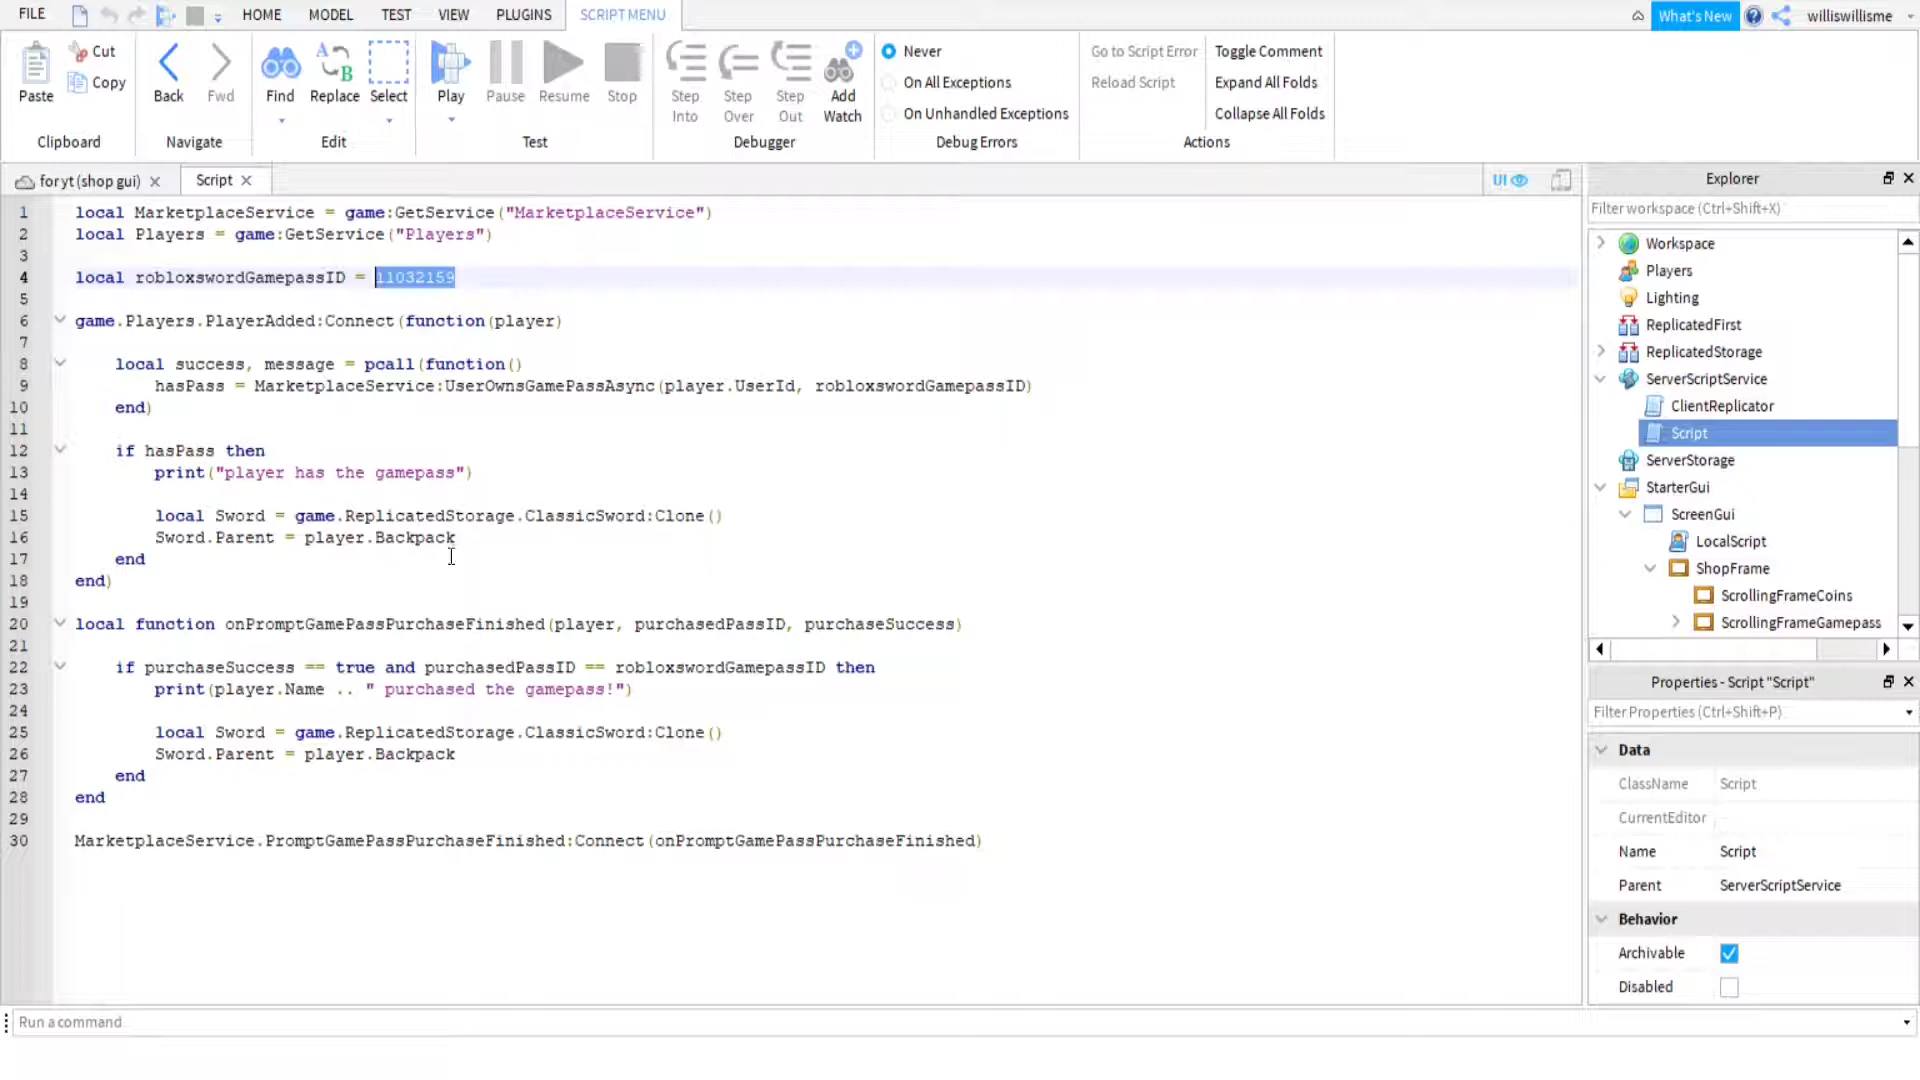 FILE HOME MODEL TEST VIEW PLUGINS SCRIPT MENU What's New williswillisme
Paste Cut Copy Clipboard
Back Fwd Navigate
Find Replace Select Edit
Play Pause Resume Stop Test
Step Into Step Over Step Out Add Watch Debugger
Never
On All Exceptions
On Unhandled Exceptions
Debug Errors
Go to Script Error Toggle Comment
Reload Script Expand All Folds
Collapse All Folds
Actions
for yt (shop gui) Script UI
1 local MarketplaceService = game:GetService("MarketplaceService")
2 local Players = game:GetService("Players")
3
4 local robloxswordGamepassID = 11032159
5
6 game.Players.PlayerAdded:Connect(function(player)
7
8 local success, message = pcall(function()
9 hasPass = MarketplaceService:UserOwnsGamePassAsync(player.UserId, robloxswordGamepassID)
10 end)
11
12 if hasPass then
13 print("player has the gamepass")
14
15 local Sword = game.ReplicatedStorage.ClassicSword:Clone()
16 Sword.Parent = player.Backpack
17 end
18 end)
19
20 local function onPromptGamePassPurchaseFinished(player, purchasedPassID, purchaseSuccess)
21
22 if purchaseSuccess == true and purchasedPassID == robloxswordGamepassID then
23 print(player.Name .. " purchased the gamepass!")
24
25 local Sword = game.ReplicatedStorage.ClassicSword:Clone()
26 Sword.Parent = player.Backpack
27 end
28 end
29
30 MarketplaceService.PromptGamePassPurchaseFinished:Connect(onPromptGamePassPurchaseFinished)
Run a command
Explorer
Filter workspace (Ctrl+Shift+X)
Workspace
Players
Lighting
ReplicatedFirst
ReplicatedStorage
ServerScriptService
ClientReplicator
Script
ServerStorage
StarterGui
ScreenGui
LocalScript
ShopFrame
ScrollingFrameCoins
ScrollingFrameGamepass
Properties - Script "Script"
Filter Properties (Ctrl+Shift+P)
Data
ClassName Script
CurrentEditor
Name Script
Parent ServerScriptService
Behavior
Archivable
Disabled